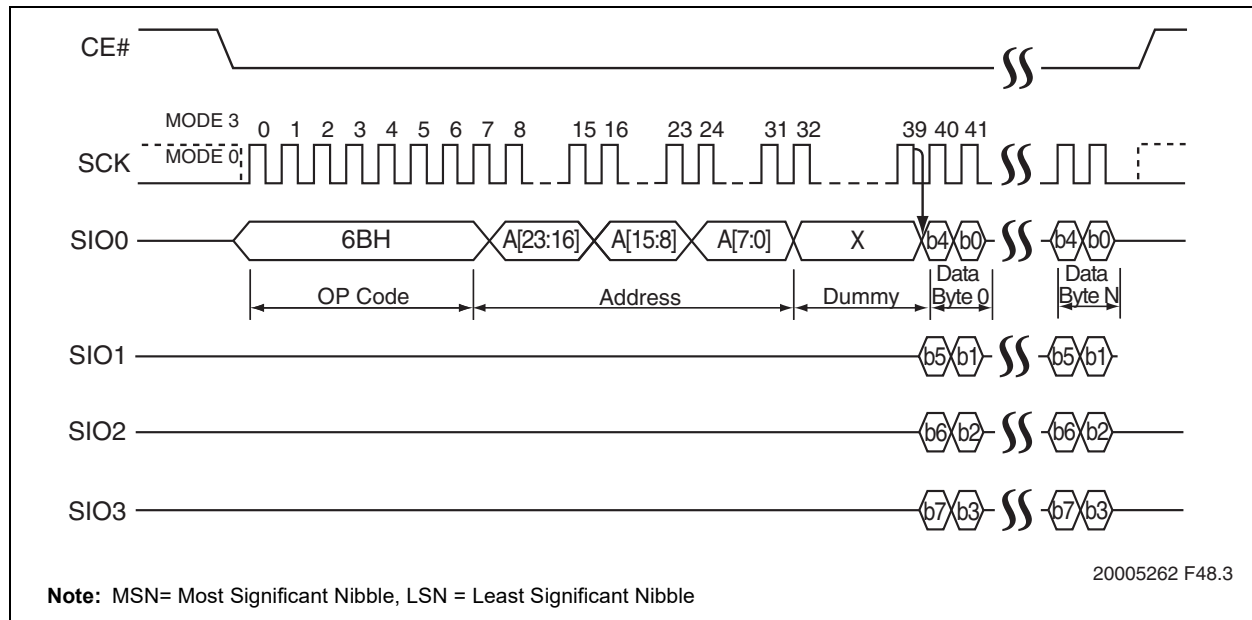 CE#
MODE 3
0 1 2 3 4 5 6 7 8 15 16 23 24 31 32 39 40 41
SCK
MODE 0
SIO0
6BH A[23:16] A[15:8] A[7:0] X b4 b0 b4 b0
OP Code Address Dummy Data Byte 0 Data Byte N
SIO1 b5 b1 b5 b1
SIO2 b6 b2 b6 b2
SIO3 b7 b3 b7 b3
20005262 F48.3
Note: MSN= Most Significant Nibble, LSN = Least Significant Nibble